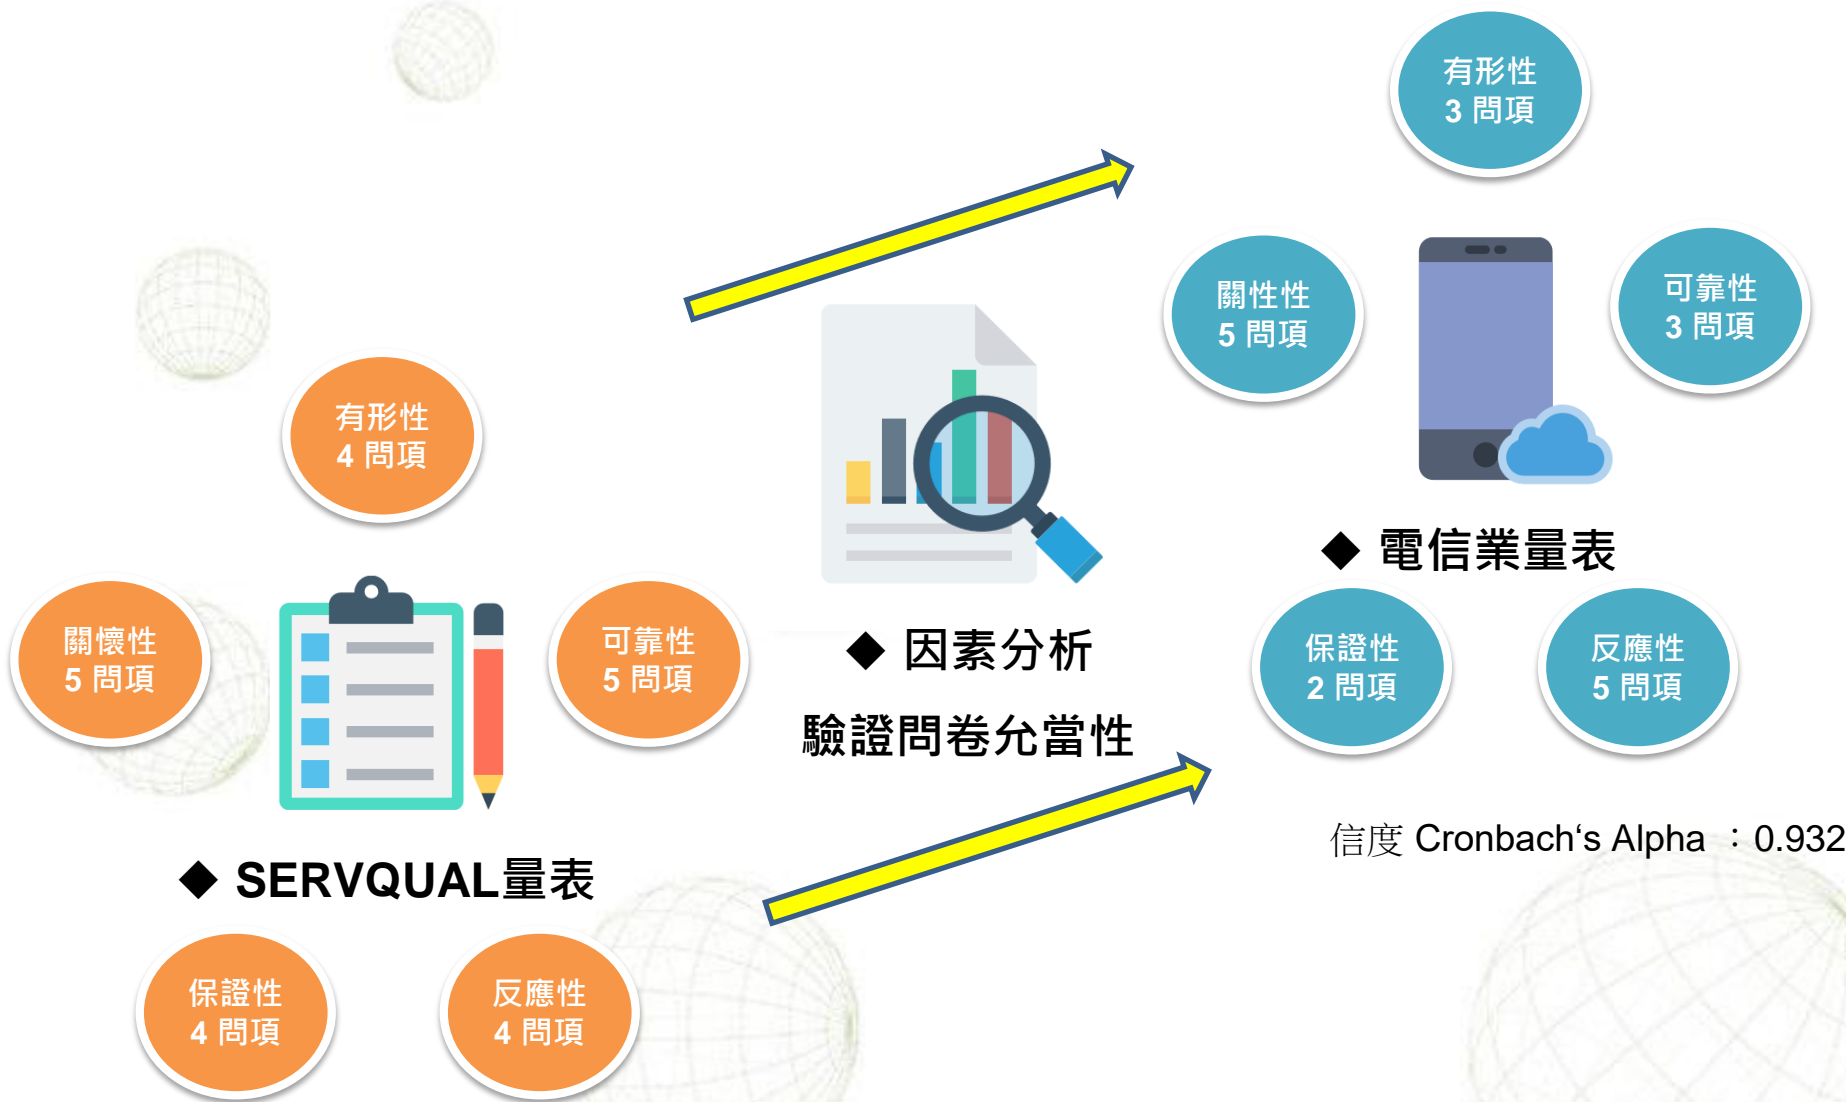 有形性
4 問項
關懷性
5 問項
可靠性
5 問項
◆ SERVQUAL量表
保證性
4 問項
反應性
4 問項
◆ 因素分析
驗證問卷允當性
有形性
3 問項
關性性
5 問項
可靠性
3 問項
◆ 電信業量表
保證性
2 問項
反應性
5 問項
信度 Cronbach‘s Alpha ：0.932